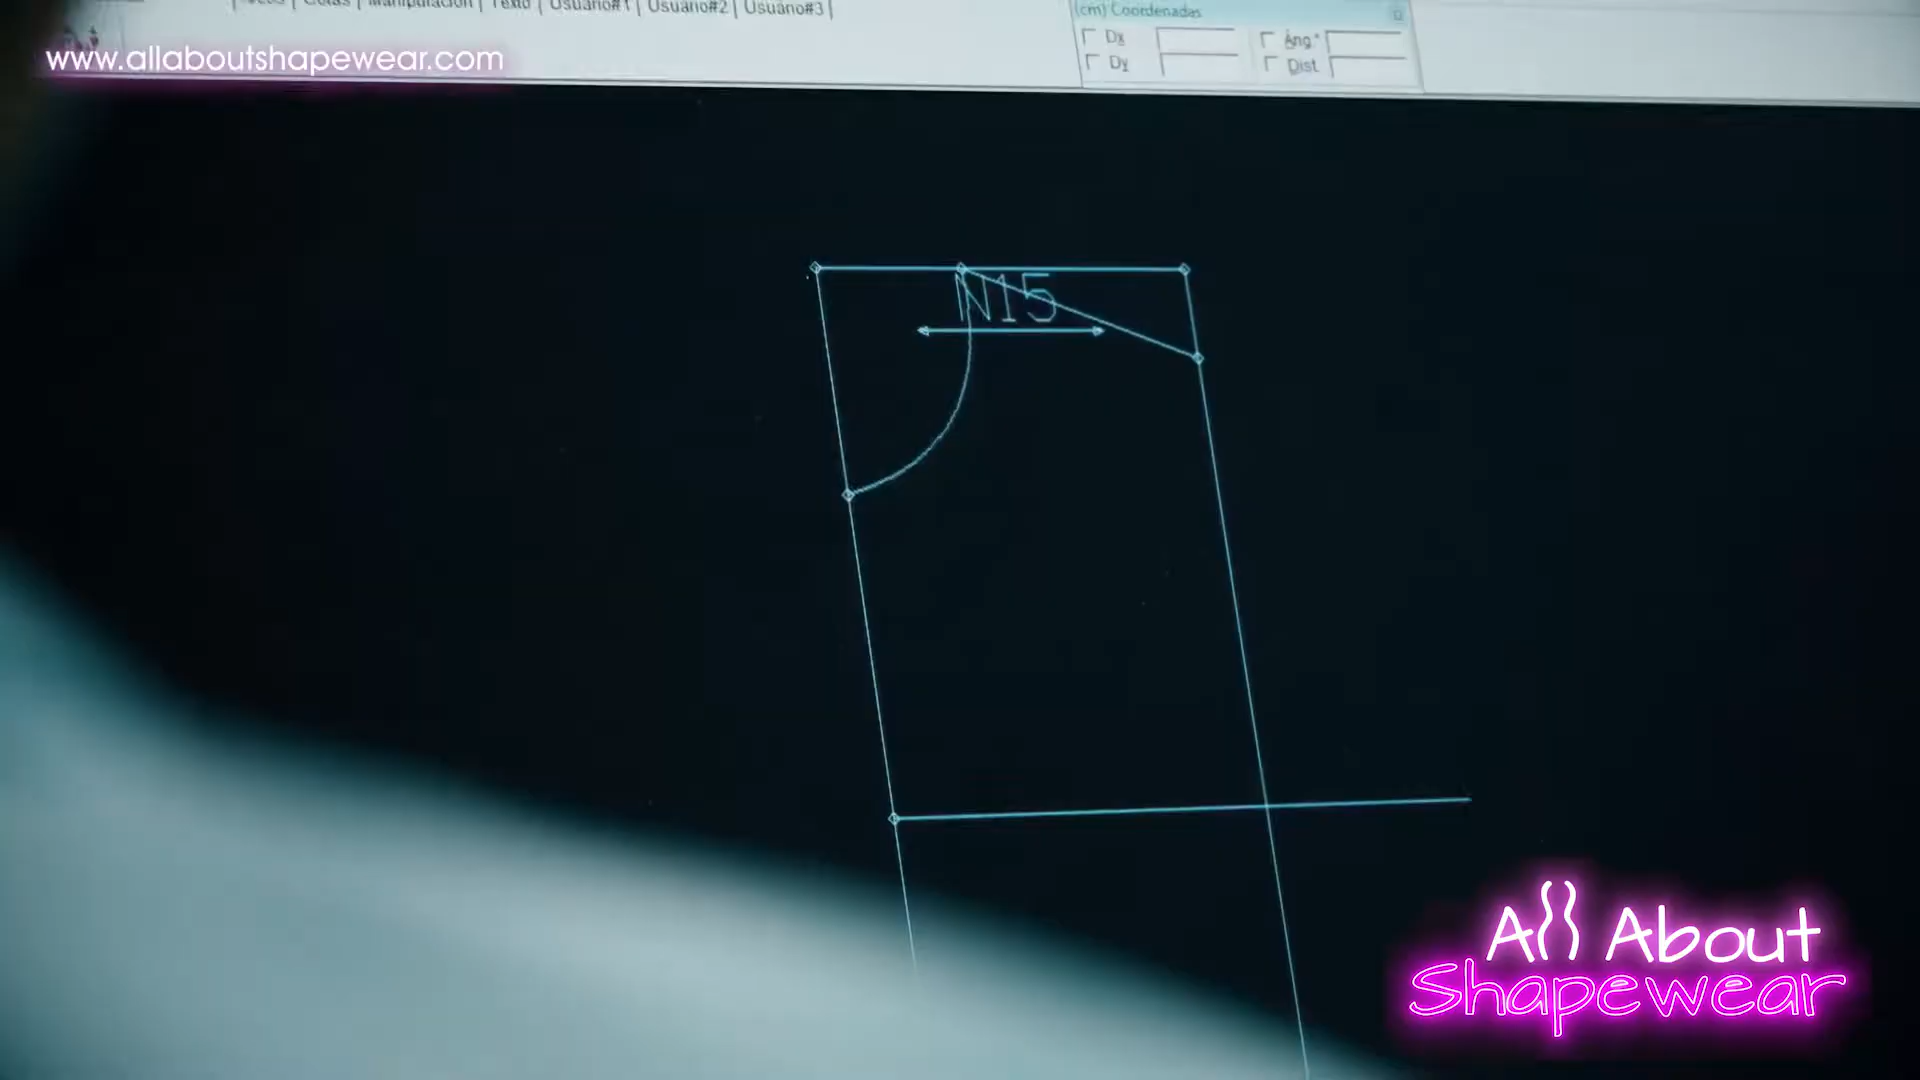 Cotas | Manipulación | Texto | Usuario#1 | Usuario#2 | Usuario#3 |
(cm) Coordenadas
Dx
Ang°
Dy
Dist
www.allaboutshapewear.com
N15
All About
Shapewear